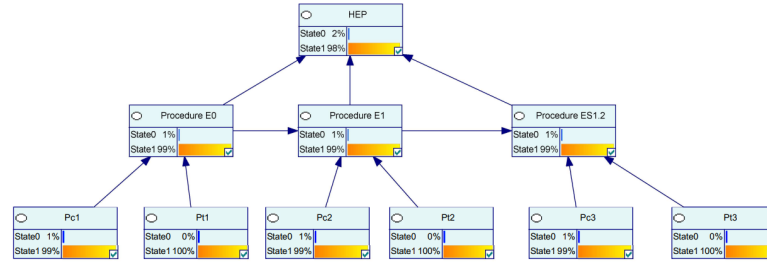 HEP
State0 2%
State1 98%
Procedure E0
State0 1%
State1 99%
Procedure E1
State0 1%
State1 99%
Procedure ES1.2
State0 1%
State1 99%
Pc1
State0 1%
State1 99%
Pt1
State0 0%
State1 100%
Pc2
State0 1%
State1 99%
Pt2
State0 0%
State1 100%
Pc3
State0 1%
State1 99%
Pt3
State0 0%
State1 100%